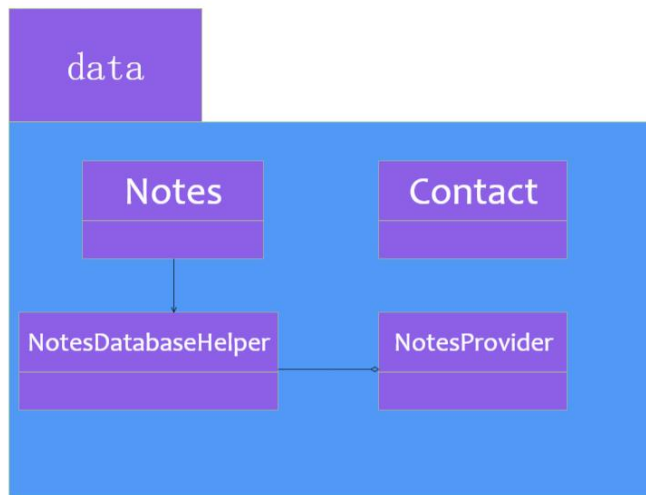 data
Notes
Contact
NotesDatabaseHelper
NotesProvider